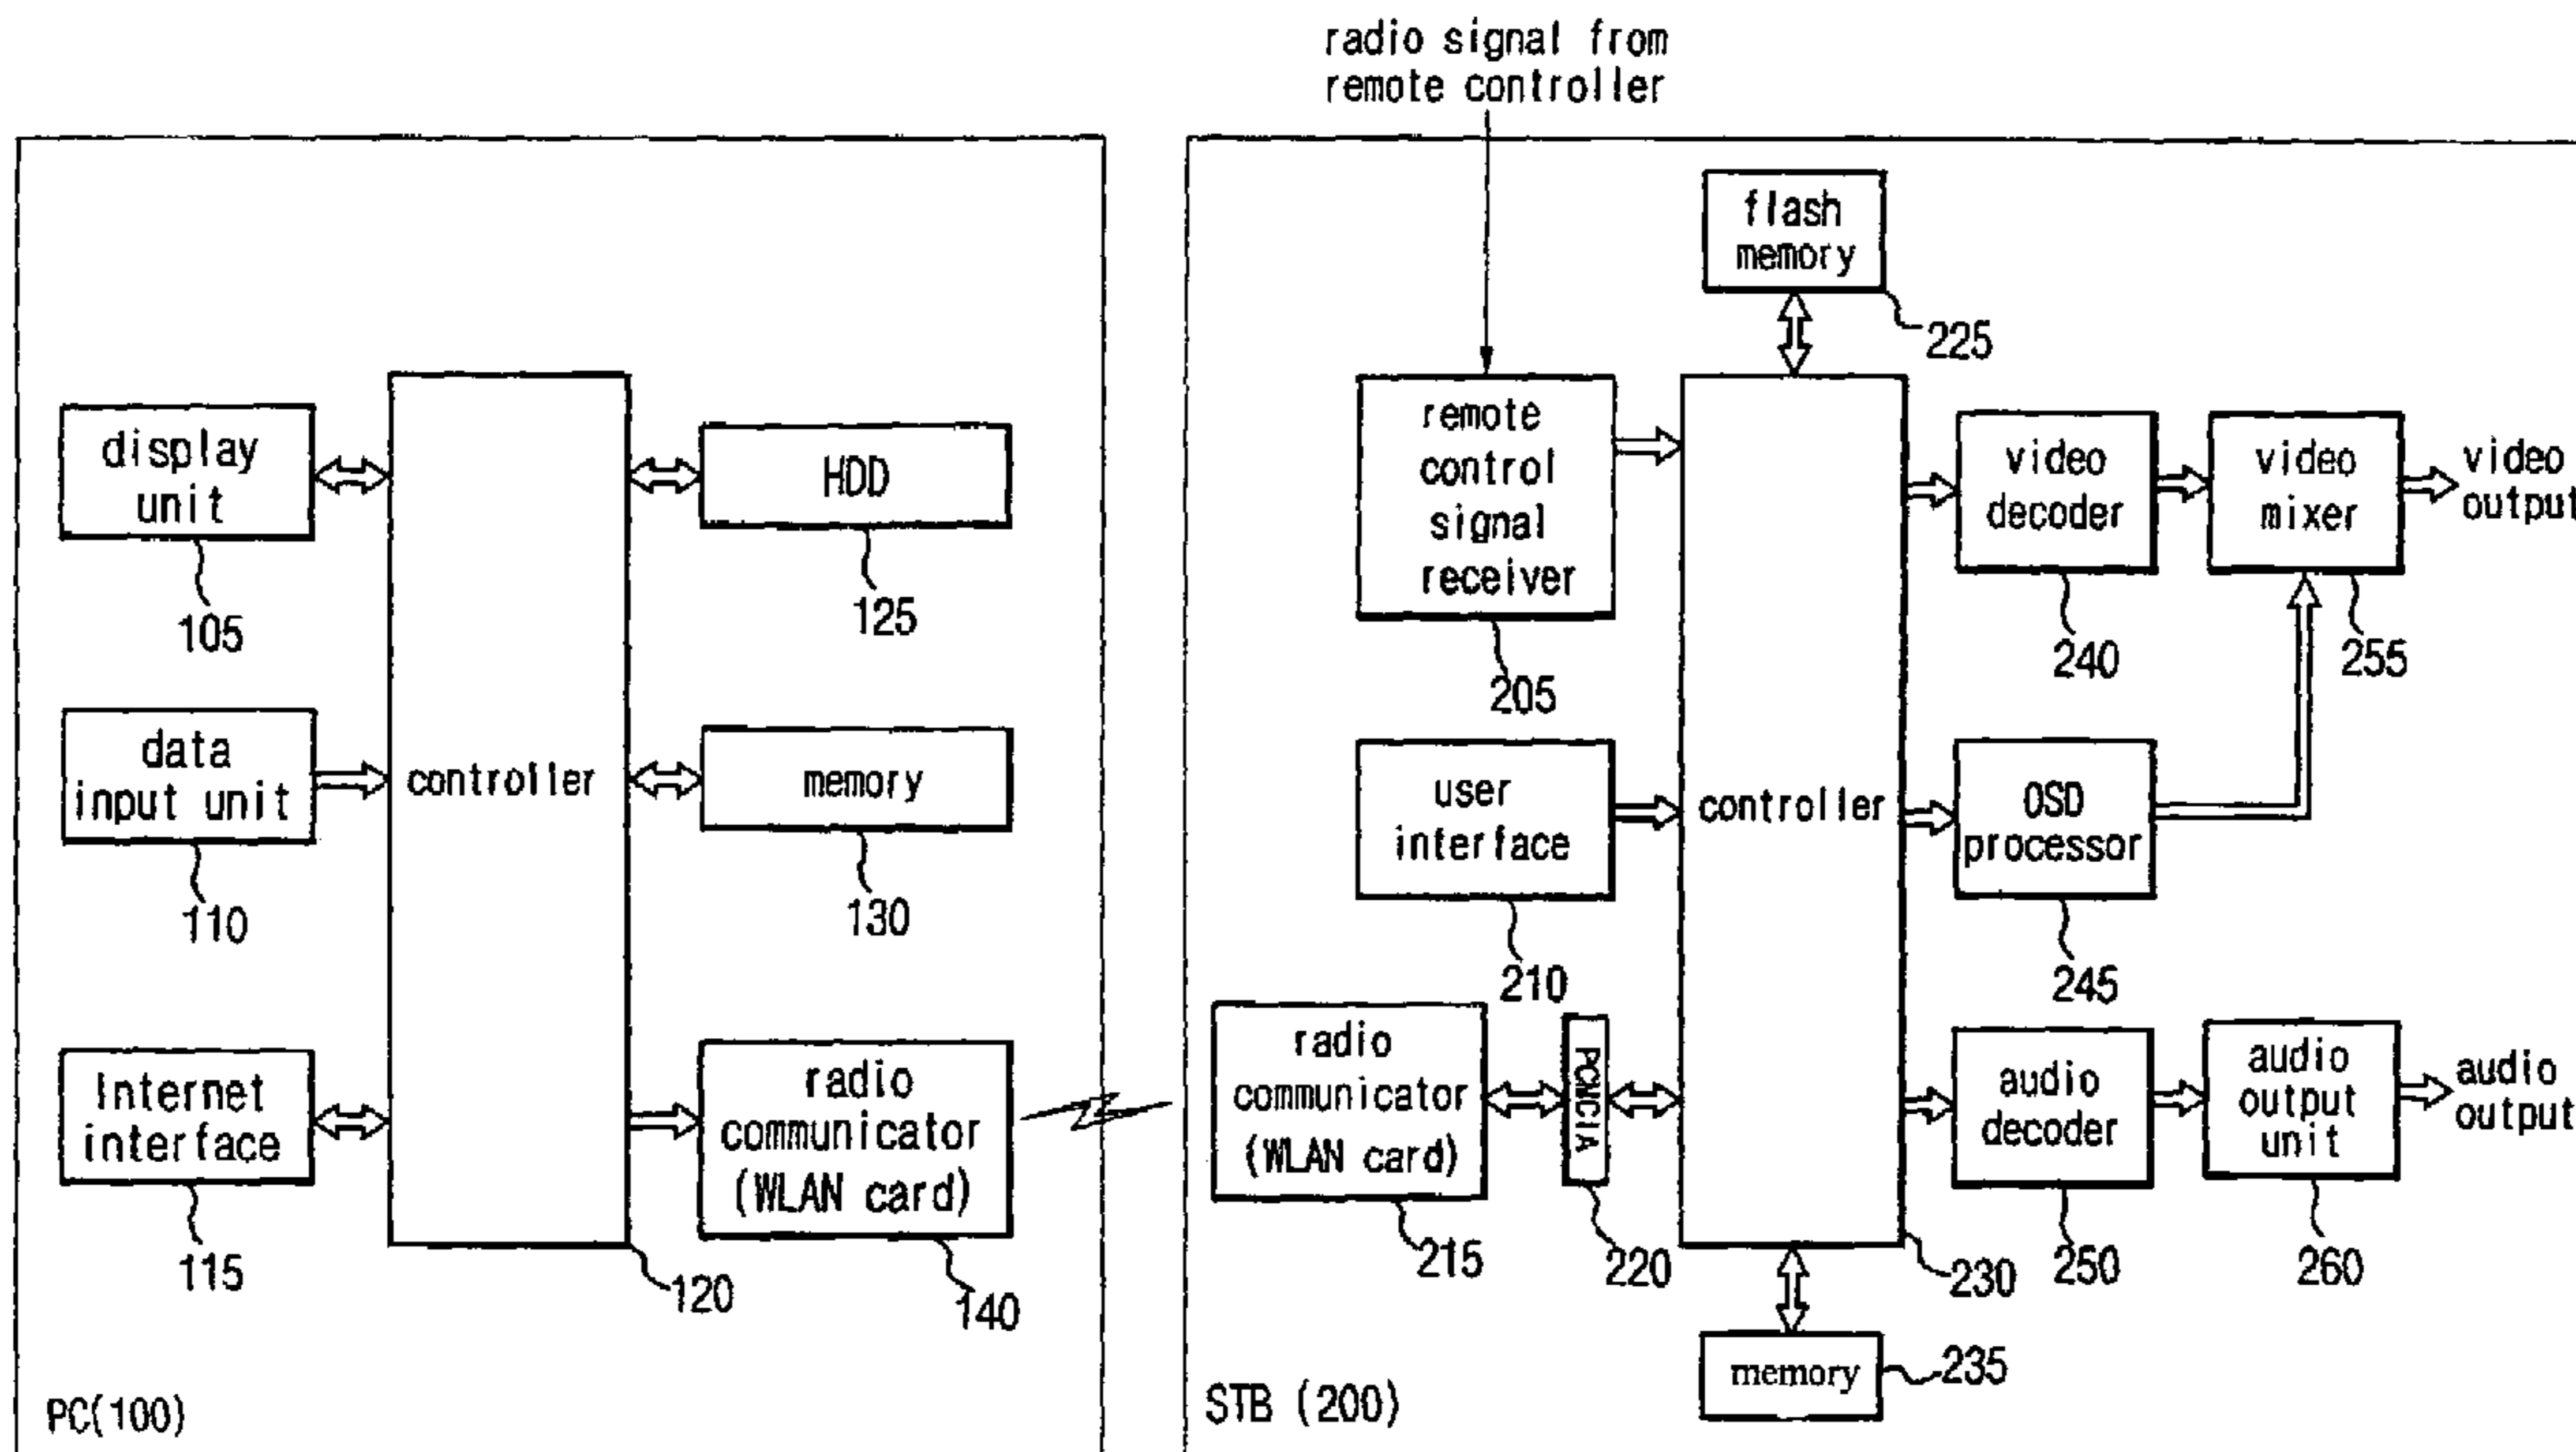 radio signal from
remote controller
display
unit
105
data
input unit
110
Internet
interface
115
controller
120
HDD
125
memory
130
radio
communicator
(WLAN card)
140
PC(100)
flash
memory
225
remote
control
signal
receiver
205
user
interface
210
radio
communicator
(WLAN card)
215
PCMCIA
220
controller
230
memory
235
video
decoder
240
video
mixer
255
video
output
OSD
processor
245
audio
decoder
250
audio
output
unit
260
audio
output
STB (200)